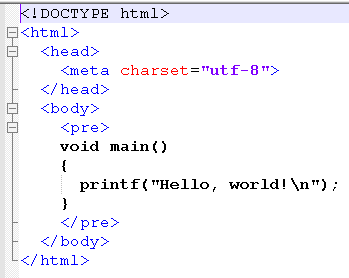 <!DOCTYPE html>
<html>
<head>
<meta charset="utf-8">
</head>
<body>
<pre>
void main()
{
printf("Hello, world!\n");
}
</pre>
</body>
</html>